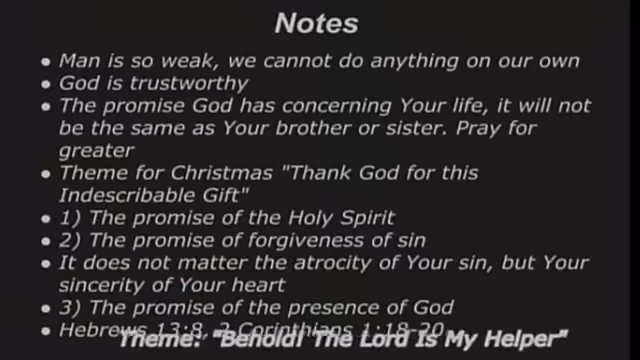 Notes
• Man is so weak, we cannot do anything on our own
• God is trustworthy
• The promise God has concerning Your life, it will not
be the same as Your brother or sister. Pray for
greater
• Theme for Christmas "Thank God for this
Indescribable Gift"
• 1) The promise of the Holy Spirit
• 2) The promise of forgiveness of sin
• It does not matter the atrocity of Your sin, but Your
sincerity of Your heart
• 3) The promise of the presence of God
• Hebrews 13:8, 2 Corinthians 1:18-20
Theme: "Behold! The Lord Is My Helper"